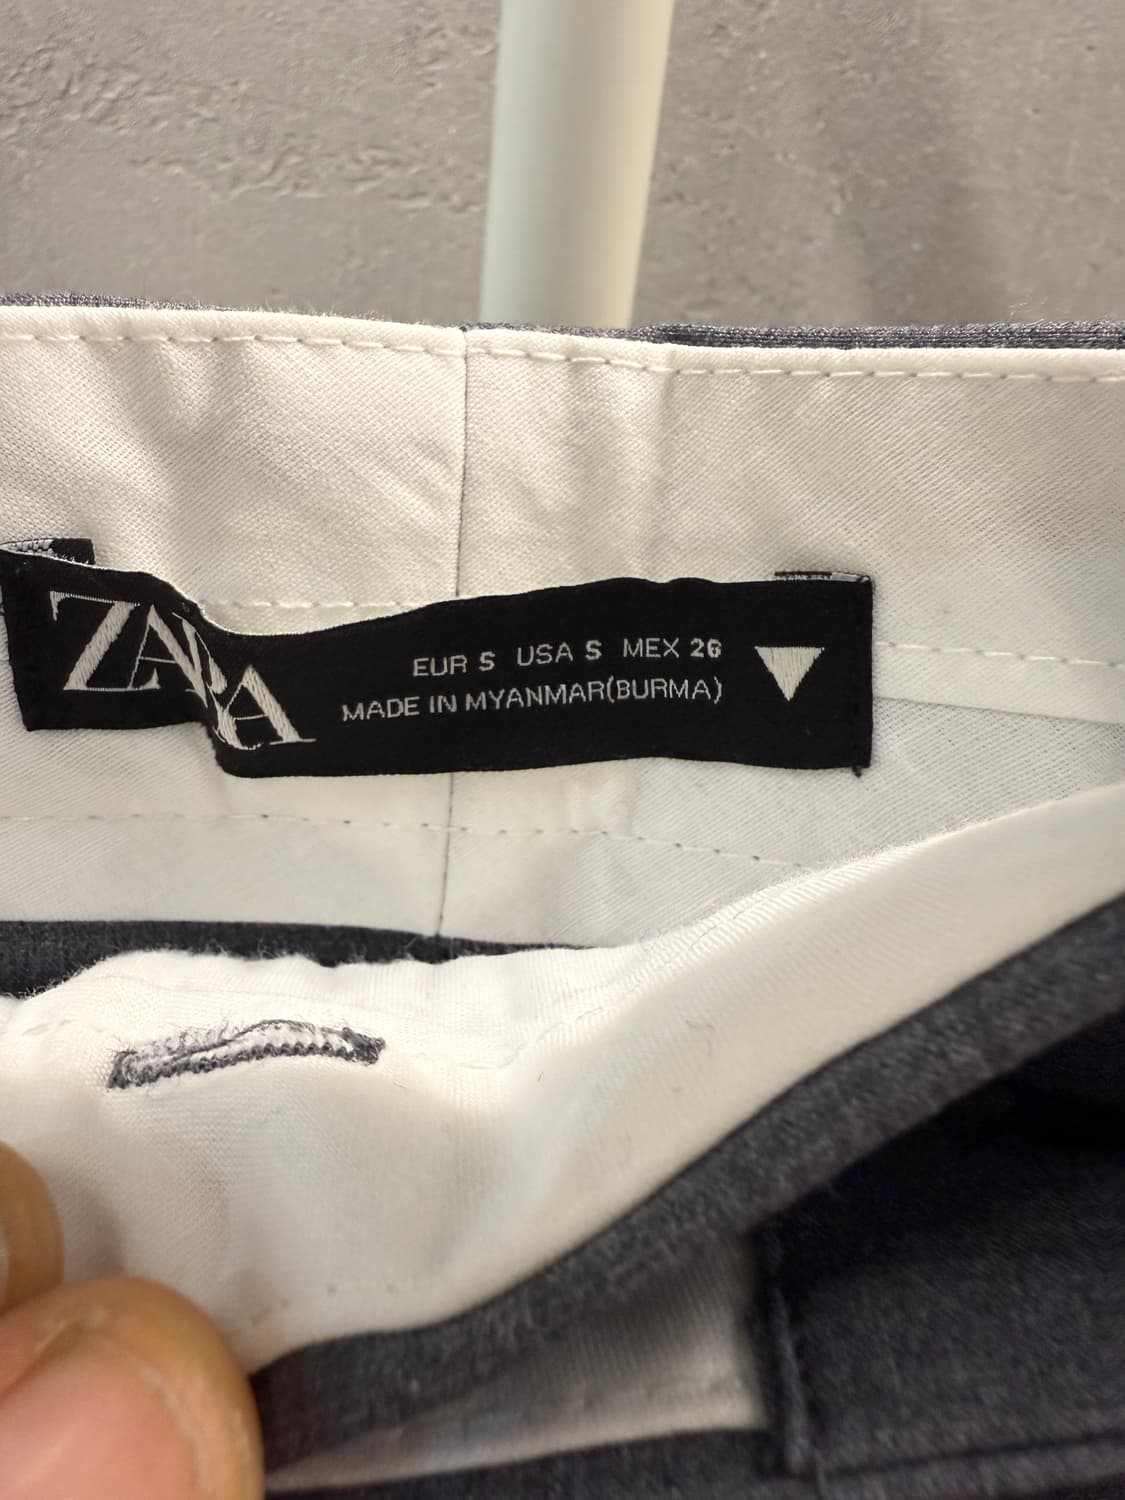 ZARA
EUR S USA S MEX 26
MADE IN MYANMAR(BURMA)